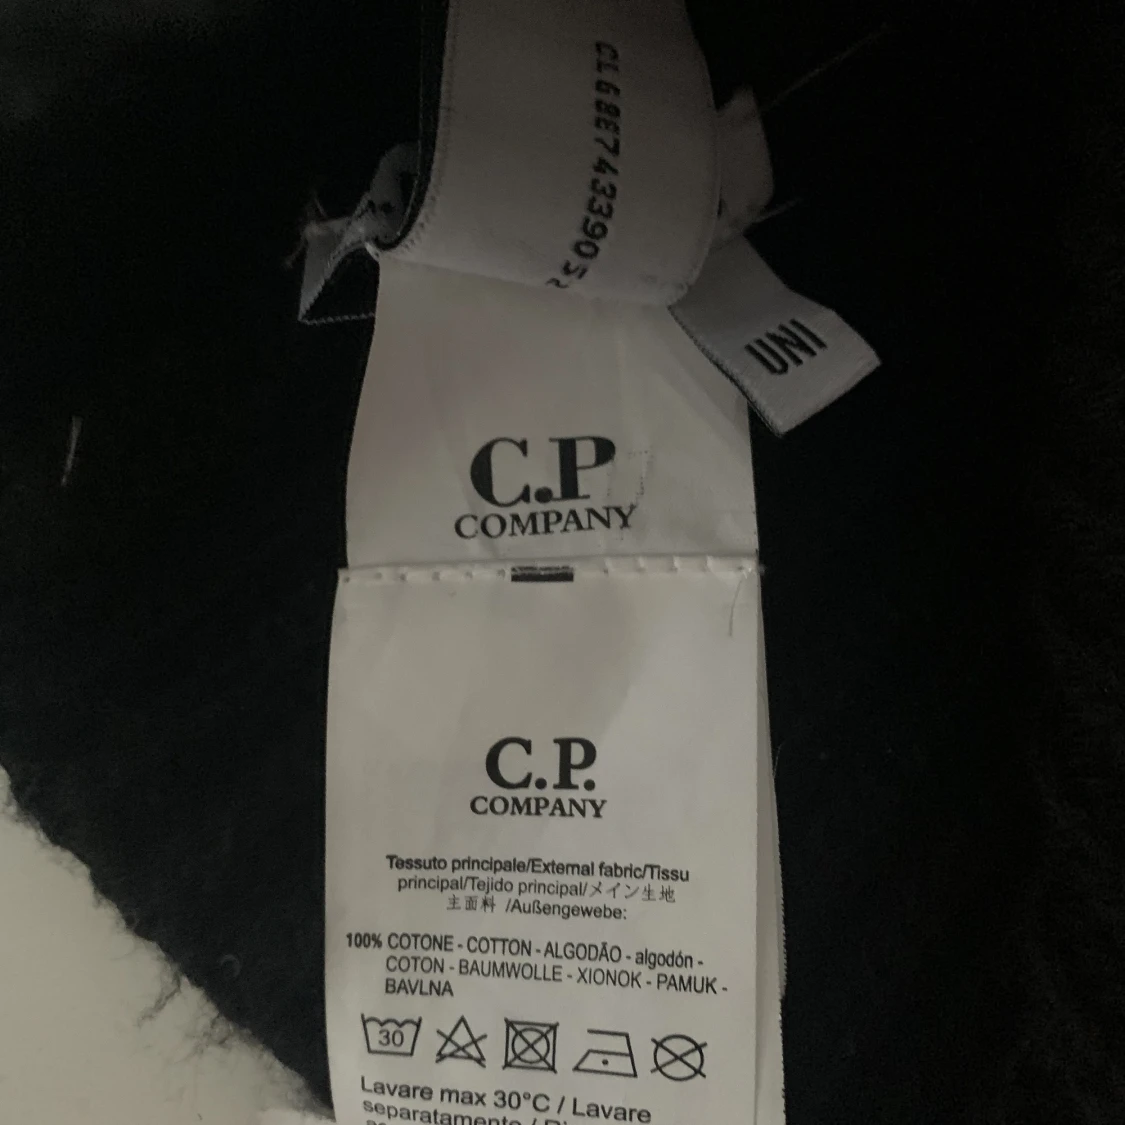 UNI
C.P
COMPANY
C.P.
COMPANY
Tessuto principale/External fabric/Tissu
principal/Tejido principal/メイン生地
主面料 /Außengewebe:
100% COTONE - COTTON - ALGODÃO - algodón -
COTON - BAUMWOLLE - XIONOK - PAMUK -
BAVLNA
30
Lavare max 30°C / Lavare
separatamente /